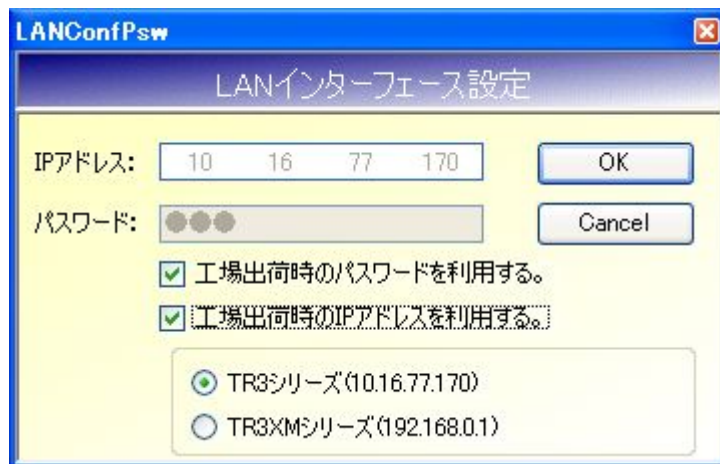 LANConfPsw
LANインターフェース設定
IPアドレス: 10 16 77 170 OK
パスワード: ●●● Cancel
工場出荷時のパスワードを利用する。
工場出荷時のIPアドレスを利用する。
TR3シリーズ(10.16.77.170)
TR3XMシリーズ(192.168.0.1)